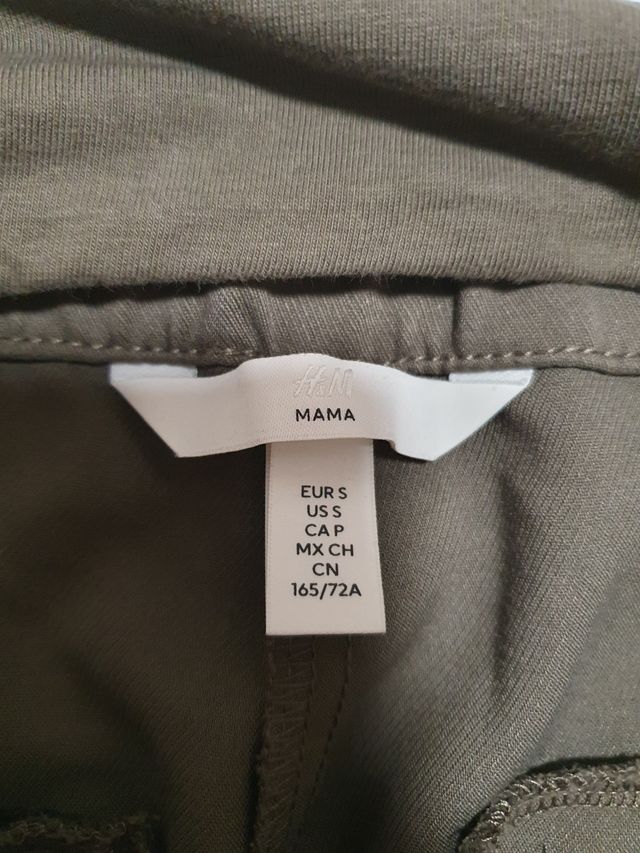 H&M
MAMA
EUR S
US S
CA P
MX CH
CN
165/72A